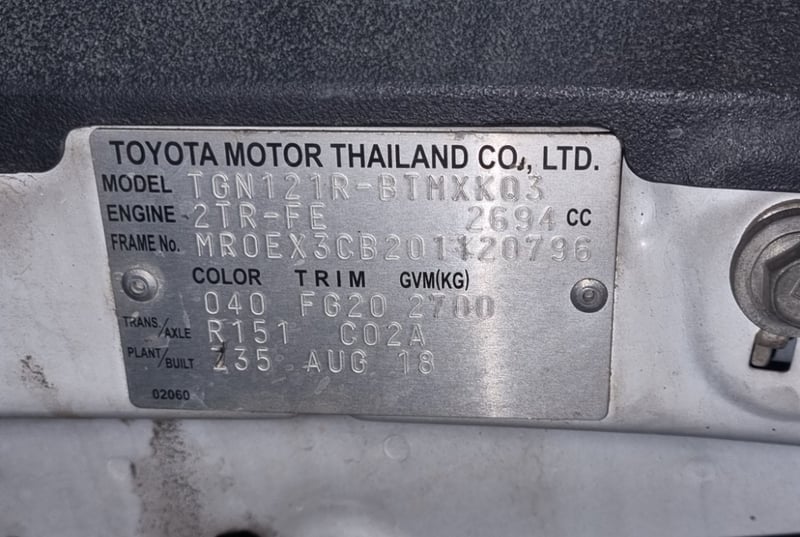 TOYOTA MOTOR THAILAND CO., LTD.
MODEL TGN121R-BTMXKQ3
ENGINE 2TR-FE 2694 CC
FRAME No. MR0EX3CB201120796
COLOR TRIM GVM(KG)
040 FG20 2700
TRANS./AXLE R151 C02A
PLANT/BUILT Z35 AUG 18
02060